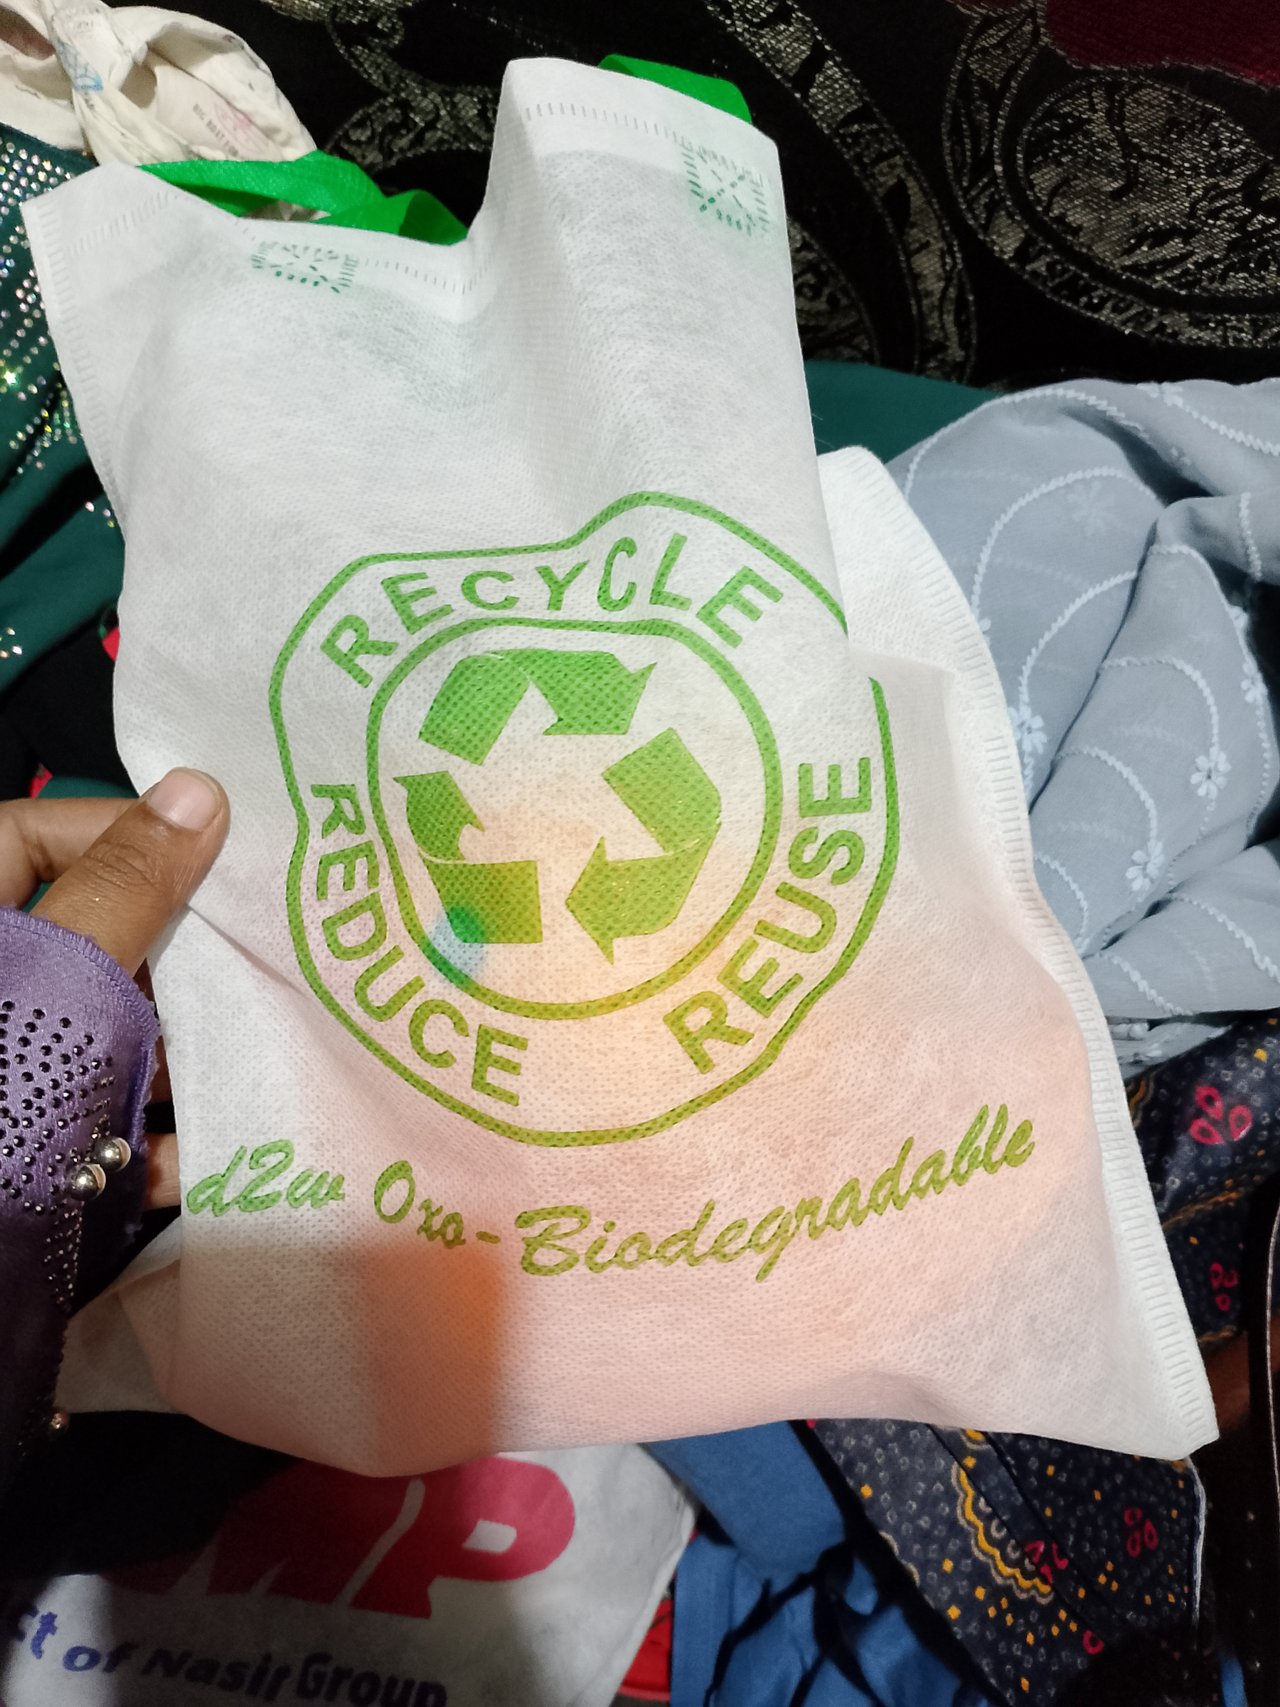 RECYCLE
REDUCE
REUSE
d2w Oxo-Biodegradable
of Nasir Group